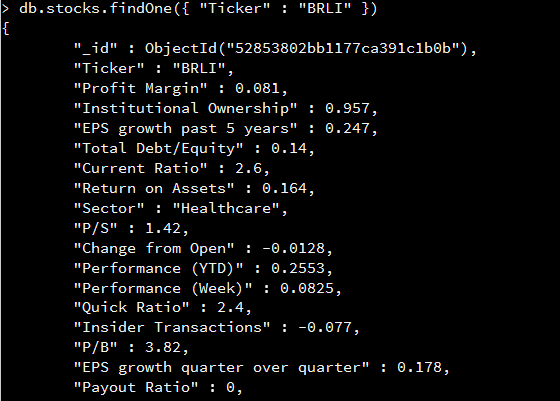 > db.stocks.findOne({ "Ticker" : "BRLI" })
{
"_id" : ObjectId("52853802bb1177ca391c1b0b"),
"Ticker" : "BRLI",
"Profit Margin" : 0.081,
"Institutional Ownership" : 0.957,
"EPS growth past 5 years" : 0.247,
"Total Debt/Equity" : 0.14,
"Current Ratio" : 2.6,
"Return on Assets" : 0.164,
"Sector" : "Healthcare",
"P/S" : 1.42,
"Change from Open" : -0.0128,
"Performance (YTD)" : 0.2553,
"Performance (Week)" : 0.0825,
"Quick Ratio" : 2.4,
"Insider Transactions" : -0.077,
"P/B" : 3.82,
"EPS growth quarter over quarter" : 0.178,
"Payout Ratio" : 0,